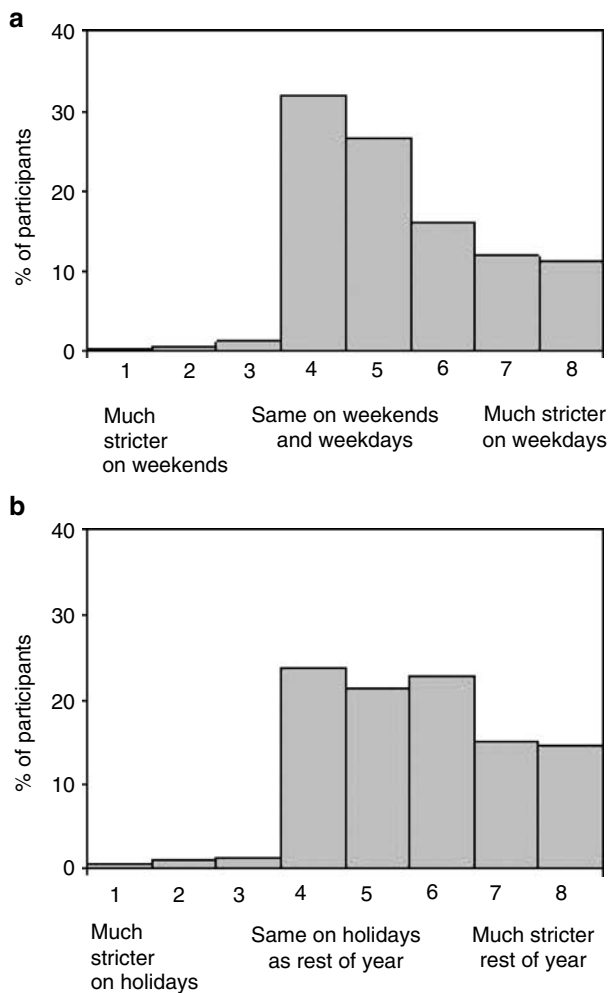 a
40
30
20
10
0
% of participants
1 2 3 4 5 6 7 8
Much
stricter
on weekends
Same on weekends
and weekdays
Much stricter
on weekdays
b
40
30
20
10
0
% of participants
1 2 3 4 5 6 7 8
Much
stricter
on holidays
Same on holidays
as rest of year
Much stricter
rest of year